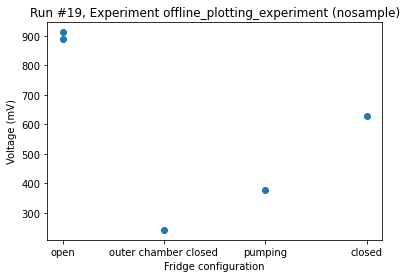 Run #19, Experiment offline_plotting_experiment (nosample)
900
800
700
600
500
400
300
Voltage (mV)
open outer chamber closed pumping closed
Fridge configuration